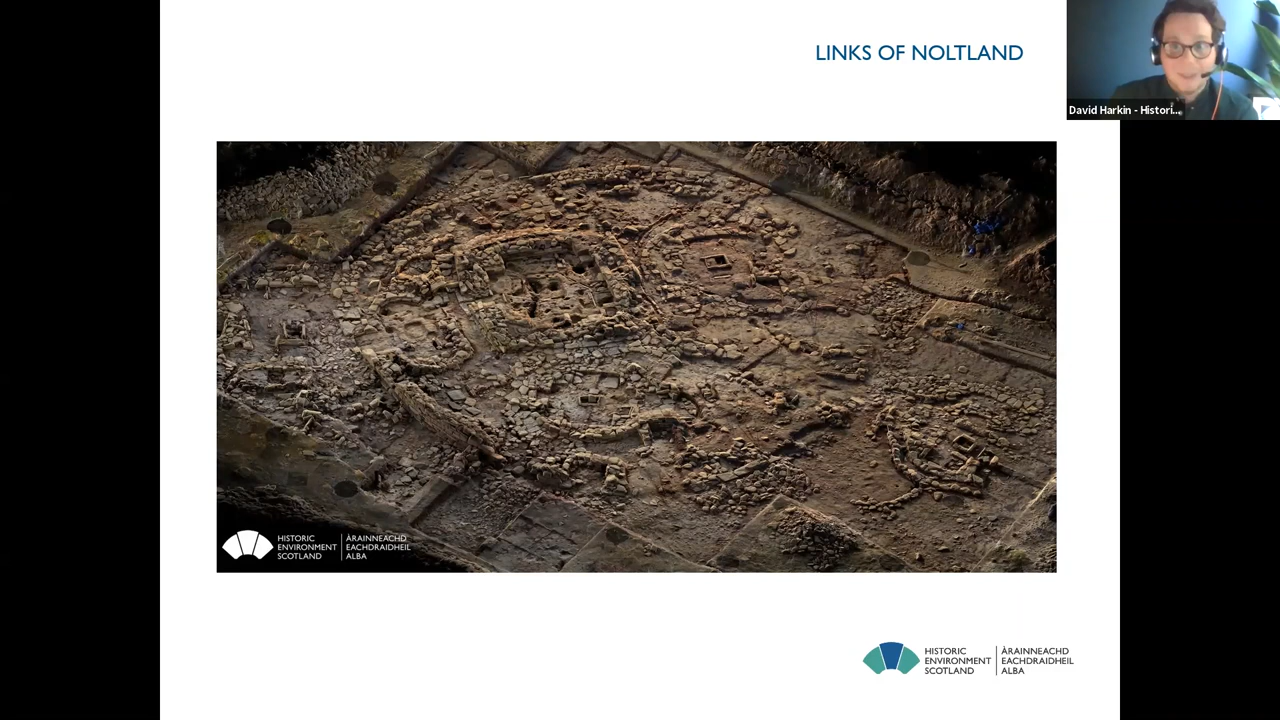 LINKS OF NOLTLAND
David Harkin - Histori...
HISTORIC
ENVIRONMENT
SCOTLAND
ÀRAINNEACHD
EACHDRAIDHEIL
ALBA
HISTORIC
ENVIRONMENT
SCOTLAND
ÀRAINNEACHD
EACHDRAIDHEIL
ALBA